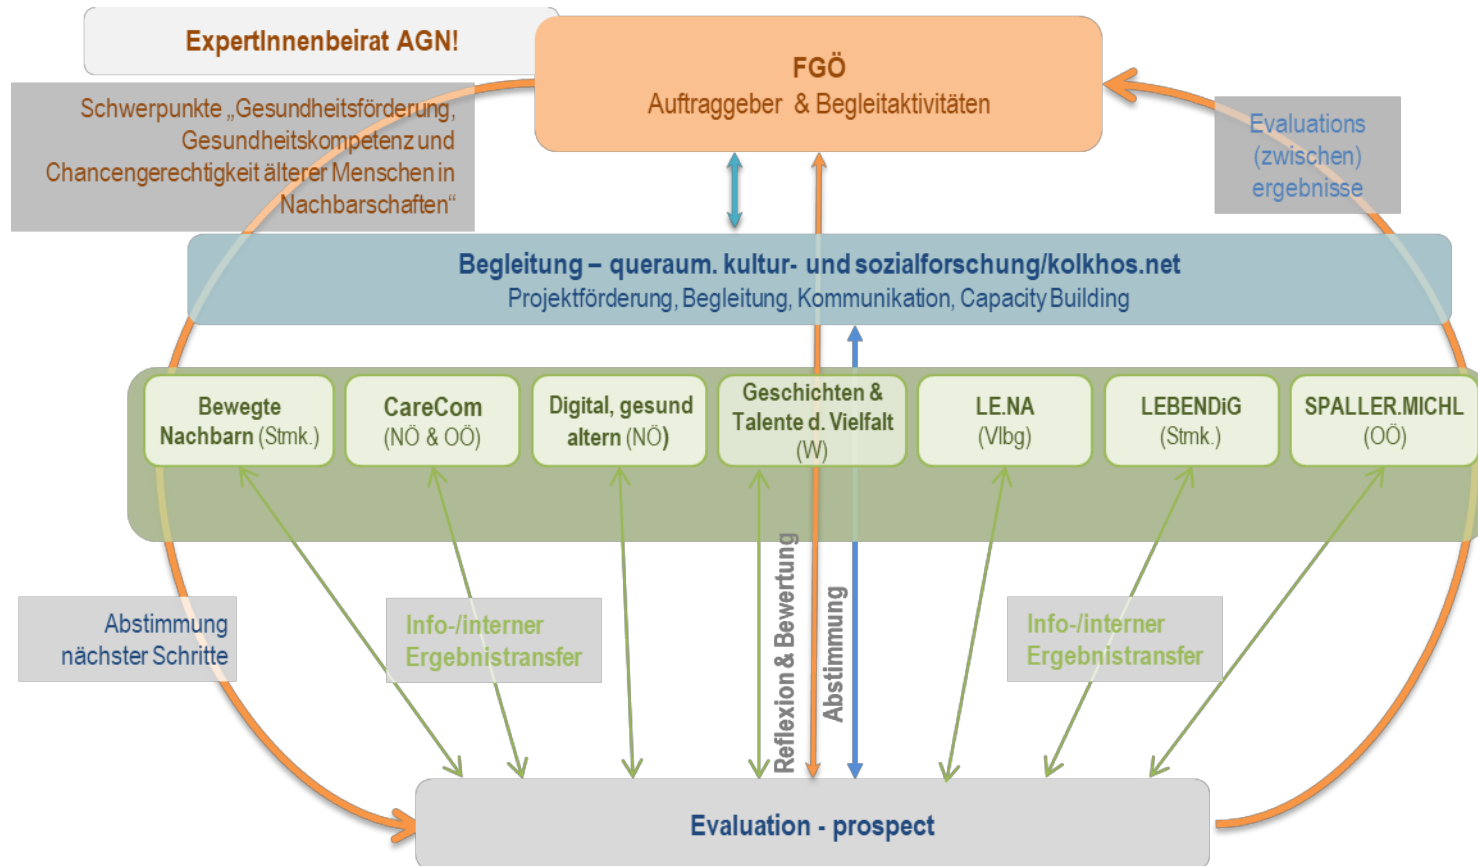 ExpertInnenbeirat AGN!
FGÖ
Auftraggeber & Begleitaktivitäten
Schwerpunkte „Gesundheitsförderung,
Gesundheitskompetenz und
Chancengerechtigkeit älterer Menschen in
Nachbarschaften“
Evaluations
(zwischen)
ergebnisse
Begleitung – queraum. kultur- und sozialforschung/kolkhos.net
Projektförderung, Begleitung, Kommunikation, Capacity Building
Bewegte
Nachbarn (Stmk.)
CareCom
(NÖ & OÖ)
Digital, gesund
altern (NÖ)
Geschichten &
Talente d. Vielfalt
(W)
LE.NA
(Vlbg)
LEBENDiG
(Stmk.)
SPALLER.MICHL
(OÖ)
Abstimmung
nächster Schritte
Info-/interner
Ergebnistransfer
Reflexion & Bewertung
Abstimmung
Info-/interner
Ergebnistransfer
Evaluation - prospect